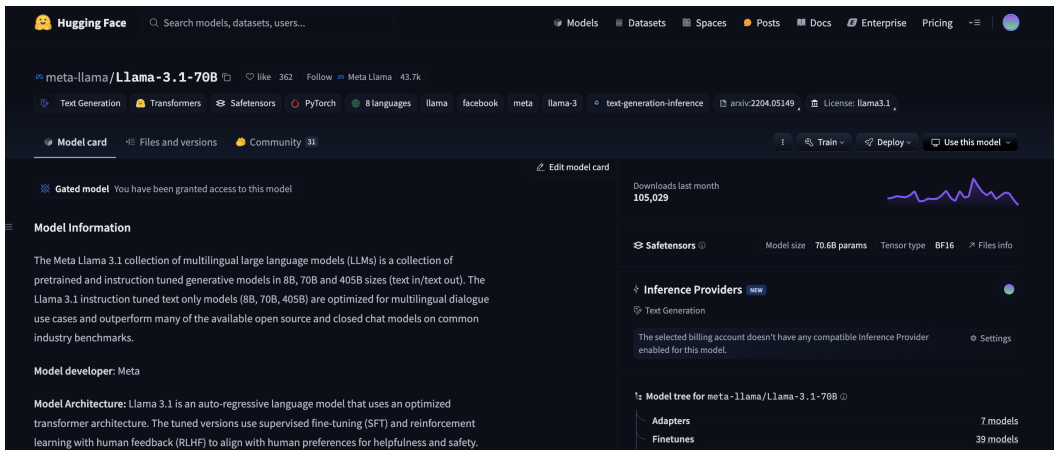 Hugging Face
Search models, datasets, users...
Models
Datasets
Spaces
Posts
Docs
Enterprise
Pricing
meta-llama/Llama-3.1-70B
like 362
Follow
Meta Llama 43.7k
Text Generation
Transformers
Safetensors
PyTorch
8 languages
llama
facebook
meta
llama-3
text-generation-inference
arxiv:2204.05149
License: llama3.1
Model card
Files and versions
Community 31
Train
Deploy
Use this model
Edit model card
Gated model You have been granted access to this model
Model Information
The Meta Llama 3.1 collection of multilingual large language models (LLMs) is a collection of
pretrained and instruction tuned generative models in 8B, 70B and 405B sizes (text in/text out). The
Llama 3.1 instruction tuned text only models (8B, 70B, 405B) are optimized for multilingual dialogue
use cases and outperform many of the available open source and closed chat models on common
industry benchmarks.
Model developer: Meta
Model Architecture: Llama 3.1 is an auto-regressive language model that uses an optimized
transformer architecture. The tuned versions use supervised fine-tuning (SFT) and reinforcement
learning with human feedback (RLHF) to align with human preferences for helpfulness and safety.
Downloads last month
105,029
Safetensors
Model size 70.6B params
Tensor type BF16
Files info
Inference Providers NEW
Text Generation
The selected billing account doesn't have any compatible Inference Provider
enabled for this model.
Settings
Model tree for meta-llama/Llama-3.1-70B
Adapters 7 models
Finetunes 39 models